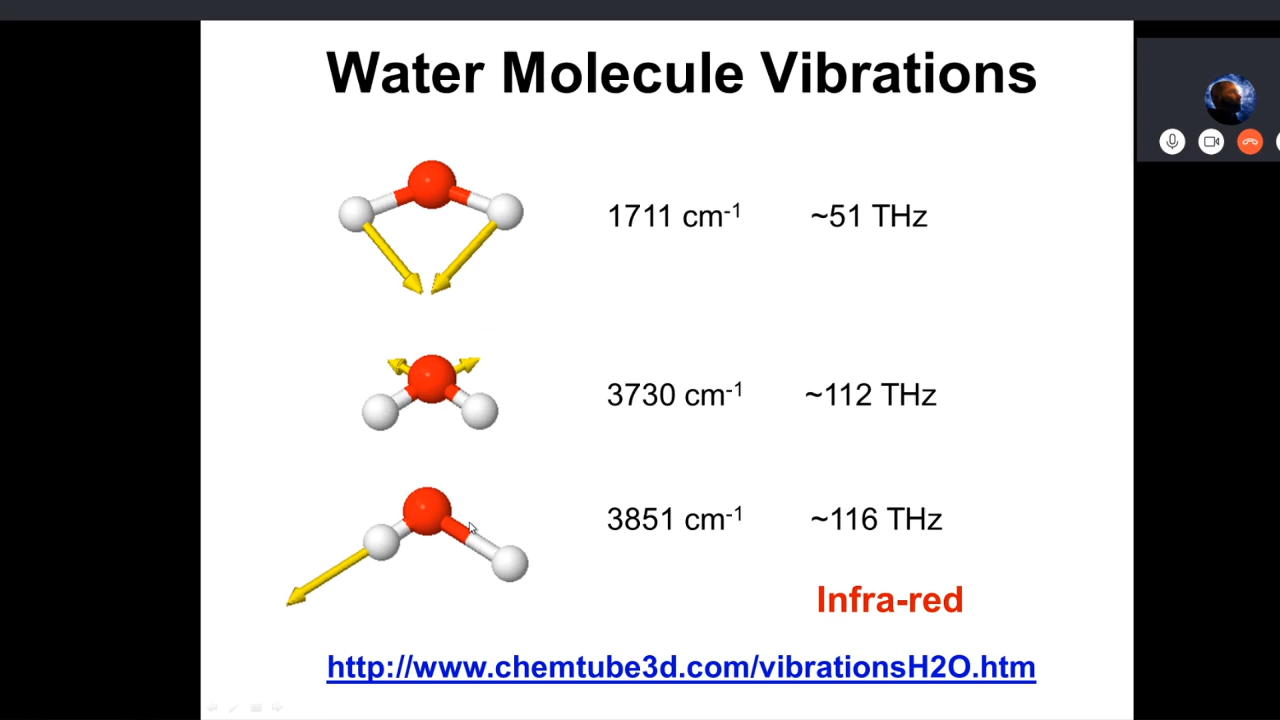 Water Molecule Vibrations
1711 cm-1 ~51 THz
3730 cm-1 ~112 THz
3851 cm-1 ~116 THz
Infra-red
http://www.chemtube3d.com/vibrationsH2O.htm